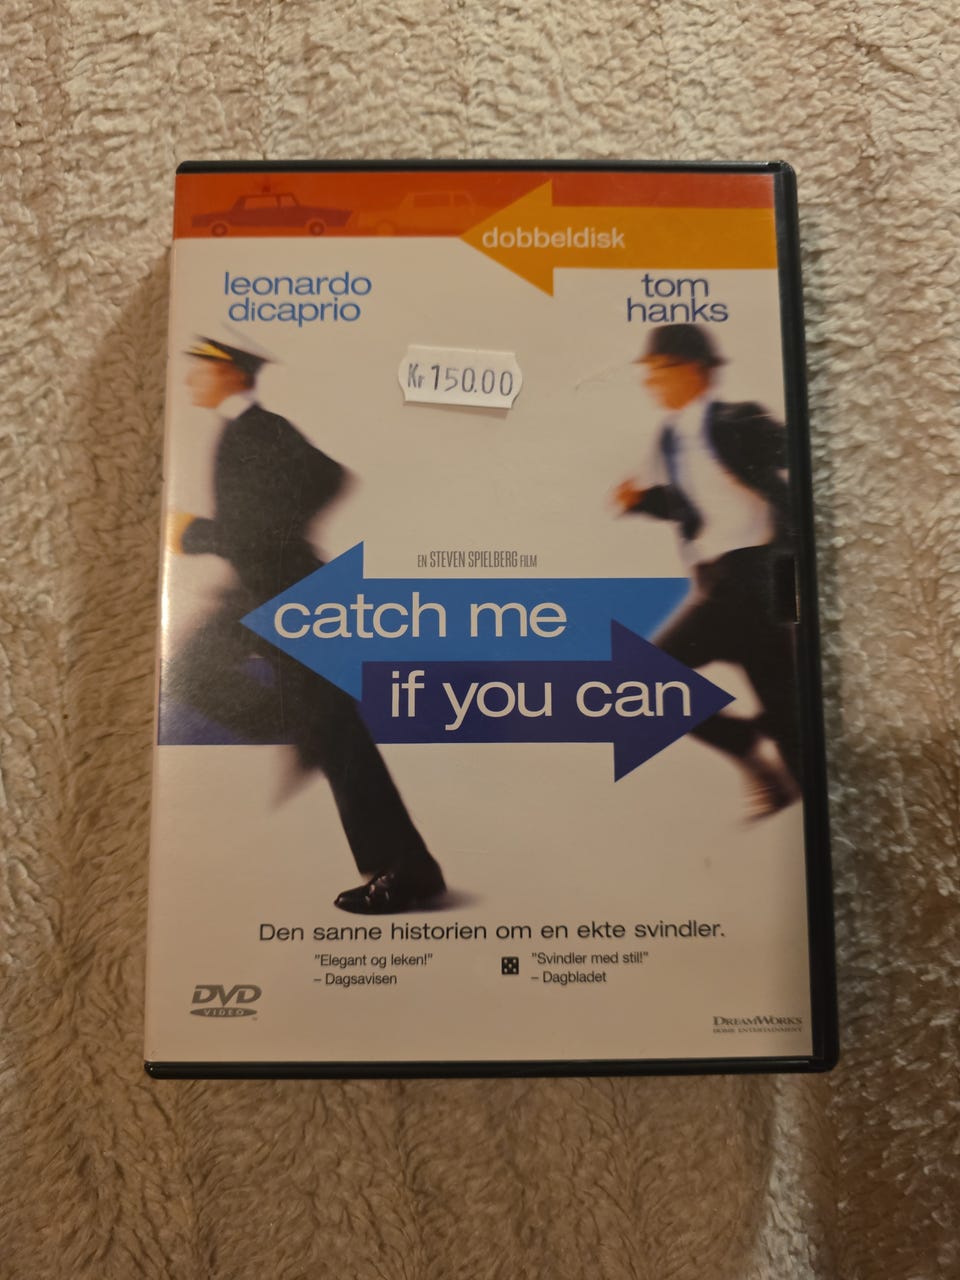 dobbeldisk
leonardo
dicaprio
tom
hanks
Kr 150.00
EN STEVEN SPIELBERG FILM
catch me
if you can
Den sanne historien om en ekte svindler.
"Elegant og leken!"
– Dagsavisen
"Svindler med stil!"
– Dagbladet
DVD
VIDEO
DREAMWORKS
HOME ENTERTAINMENT